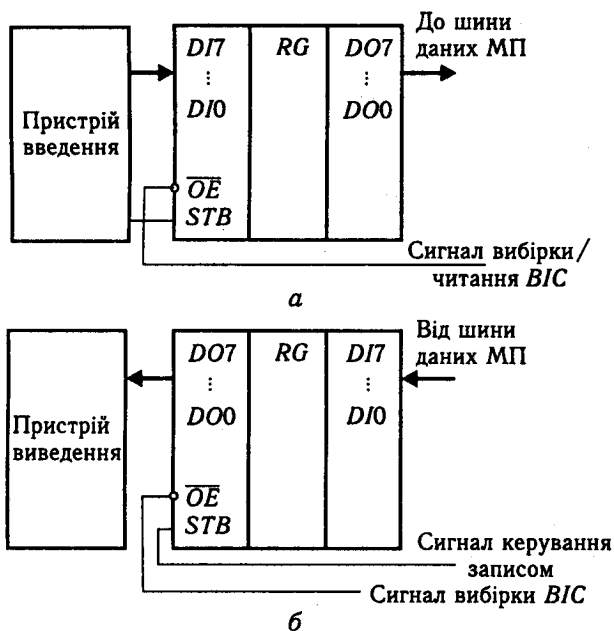 До шини
даних МП
DI7 RG DO7
⋮ ⋮
DI0 DO0
Пристрій
введення
OE
STB
Сигнал вибірки/
читання ВІС
а
Від шини
даних МП
DO7 RG DI7
⋮ ⋮
DO0 DI0
Пристрій
виведення
OE
STB
Сигнал керування
записом
Сигнал вибірки ВІС
б